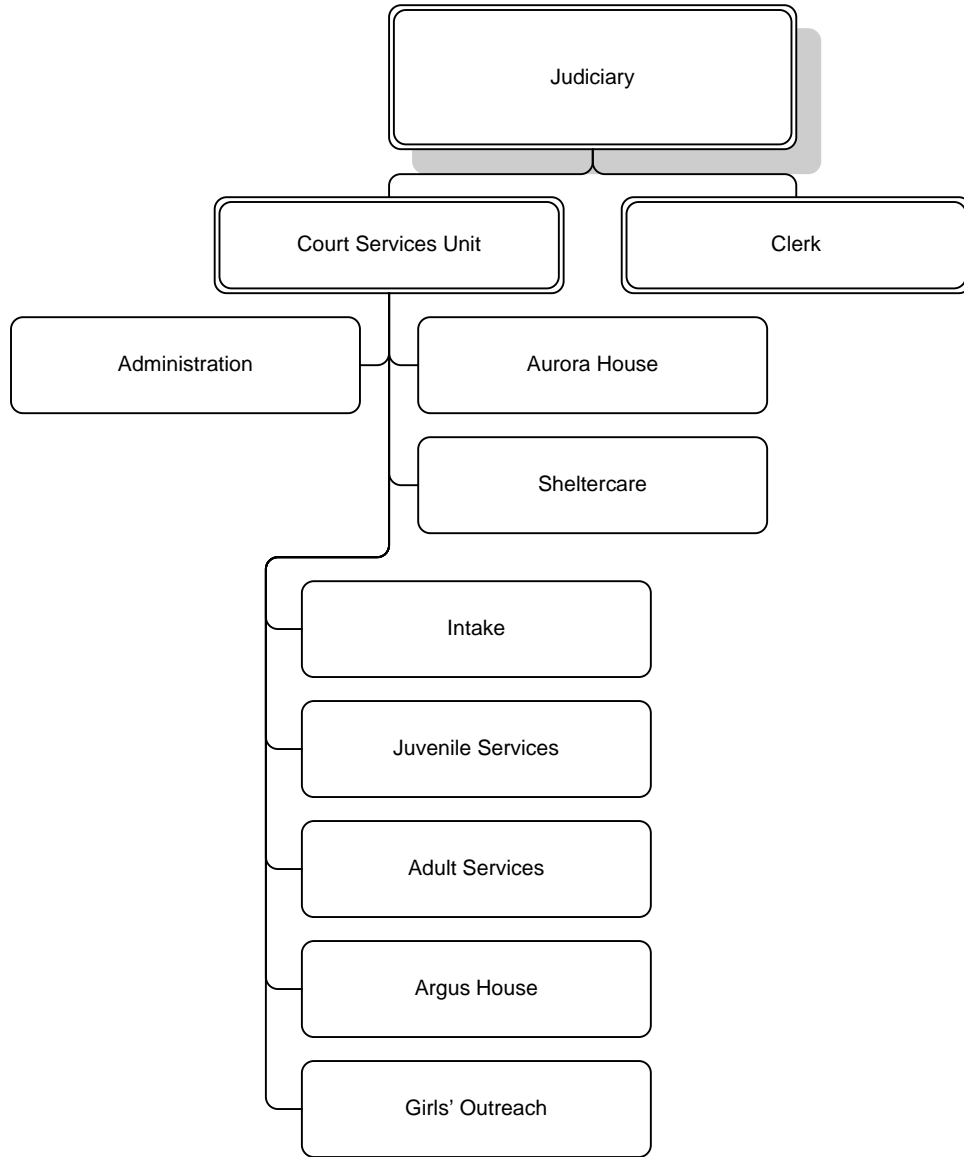 Judiciary
Court Services Unit
Clerk
Administration
Aurora House
Sheltercare
Intake
Juvenile Services
Adult Services
Argus House
Girls’ Outreach